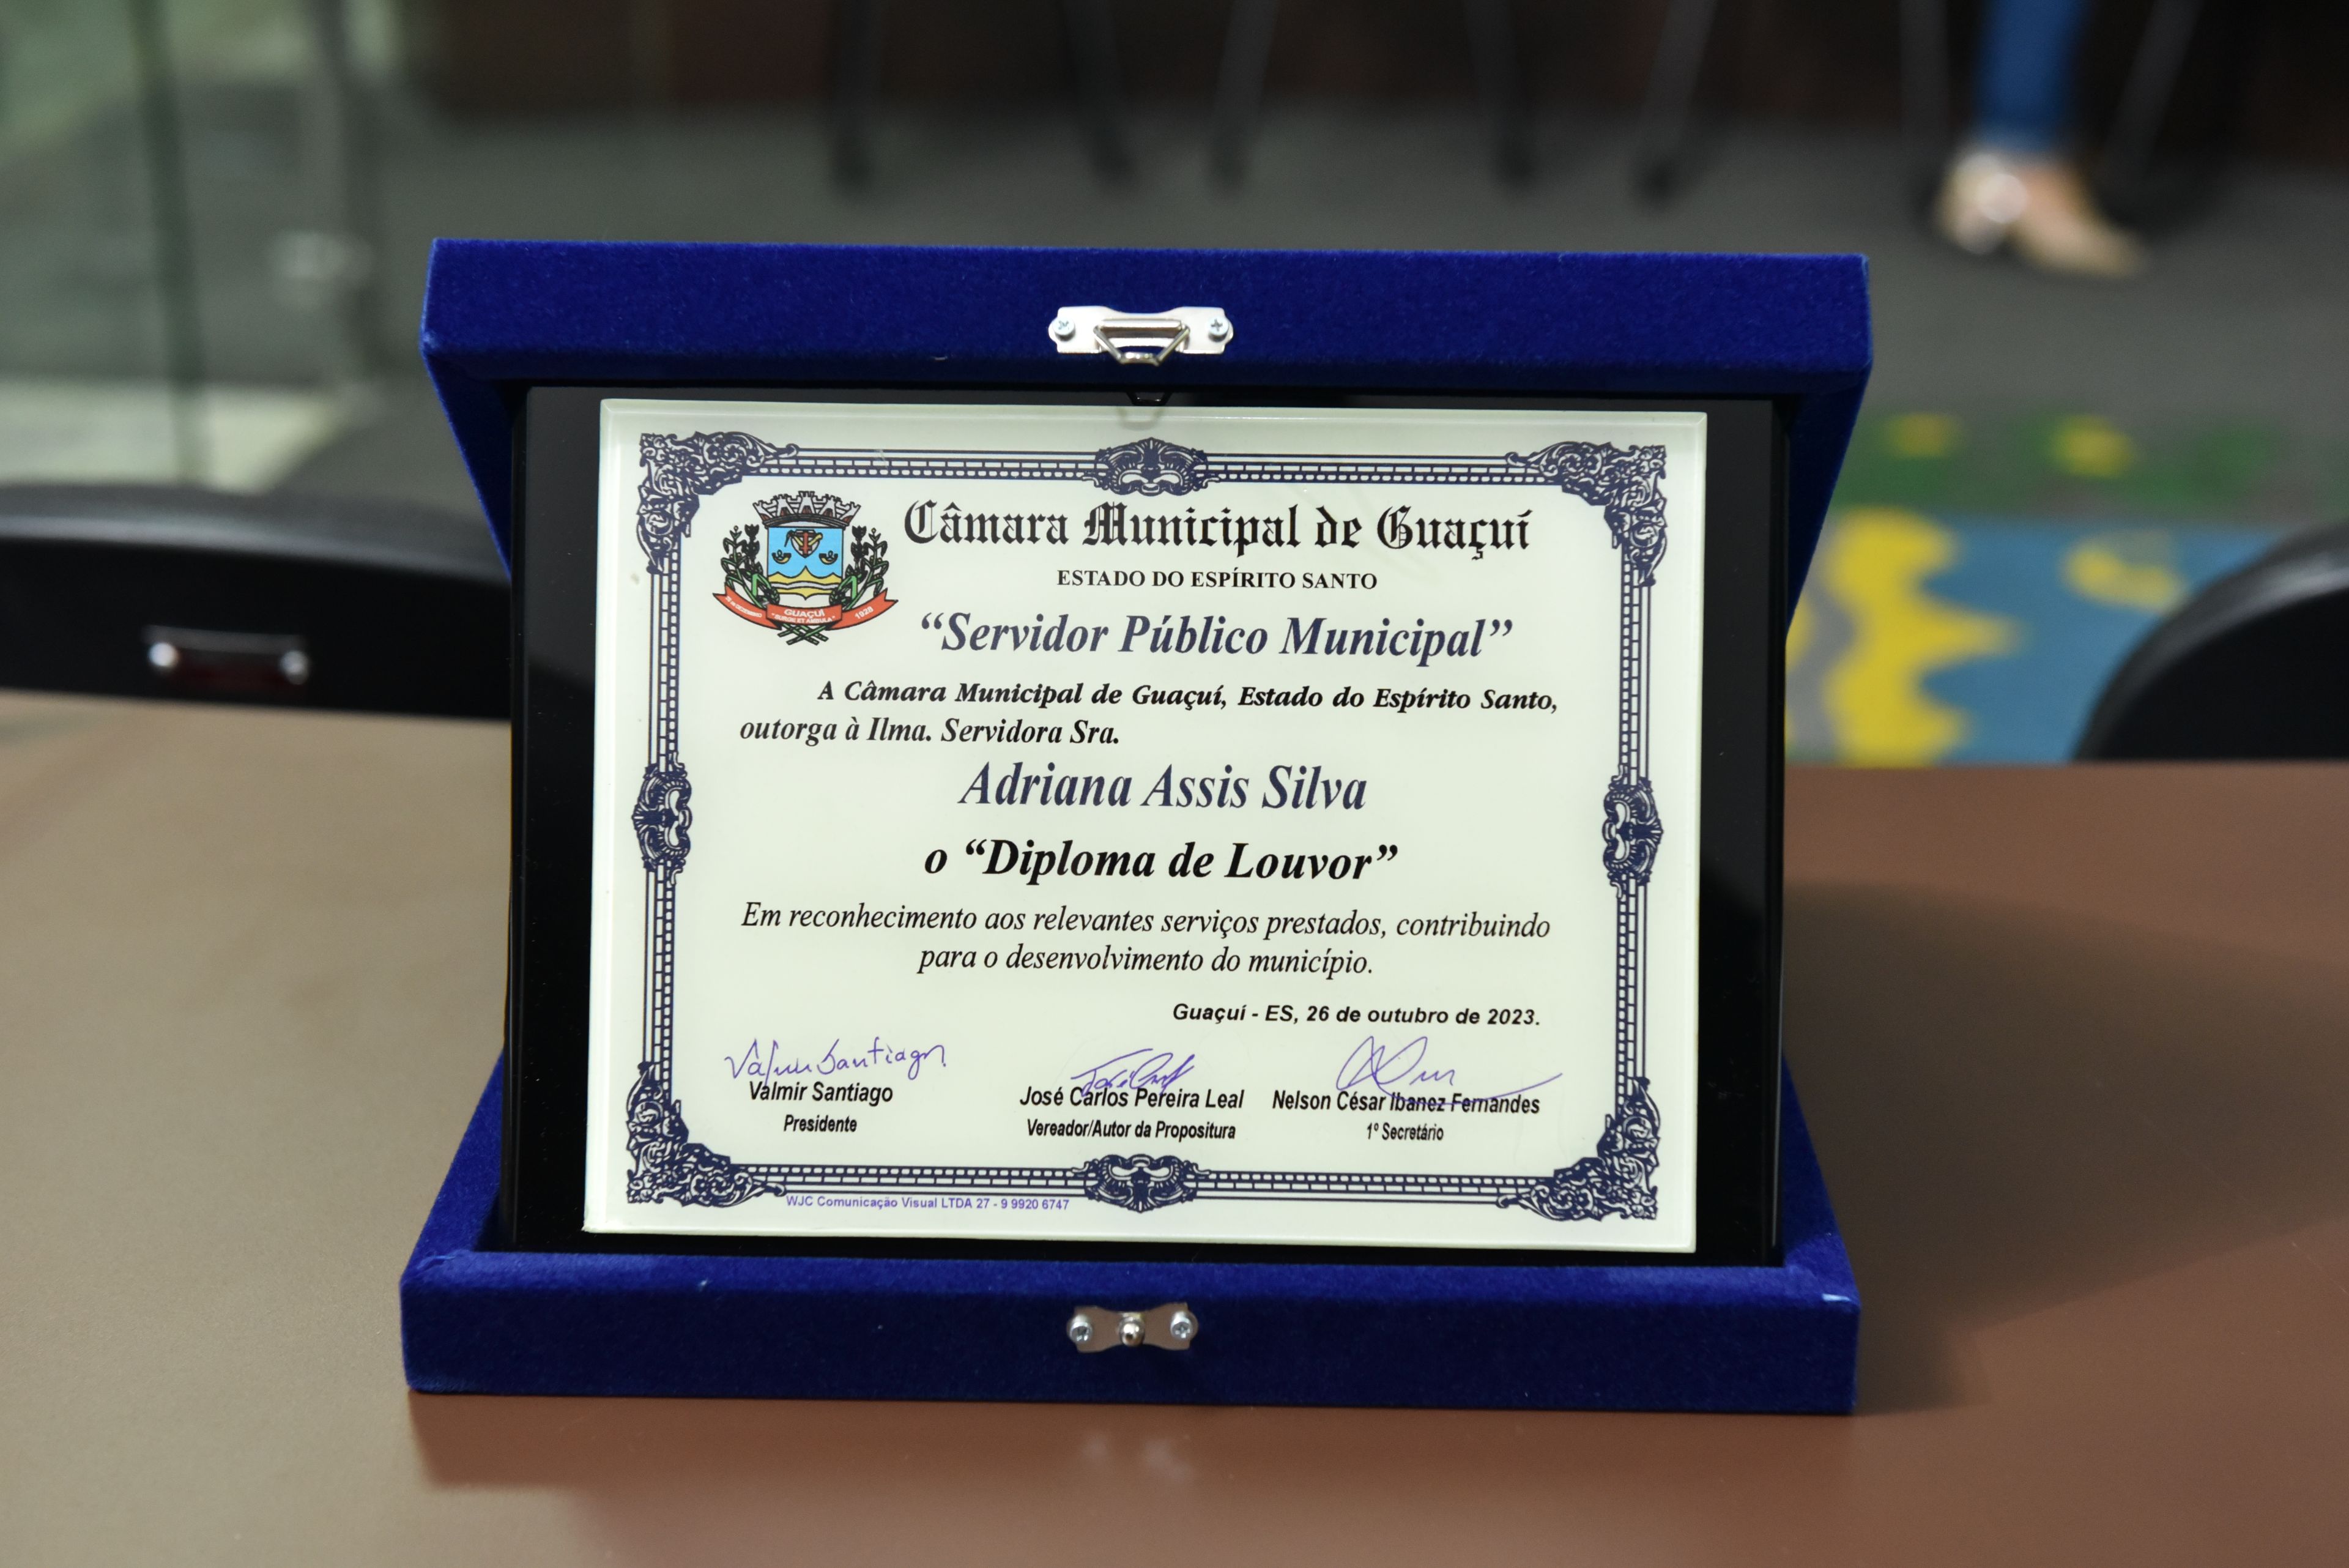 Câmara Municipal de Guaçuí
ESTADO DO ESPÍRITO SANTO
GUAÇUÍ
1928
“Servidor Público Municipal”
A Câmara Municipal de Guaçuí, Estado do Espírito Santo,
outorga à Ilma. Servidora Sra.
Adriana Assis Silva
o “Diploma de Louvor”
Em reconhecimento aos relevantes serviços prestados, contribuindo
para o desenvolvimento do município.
Guaçuí - ES, 26 de outubro de 2023.
Valmir Santiago
Valmir Santiago
Presidente
José Carlos Pereira Leal
Vereador/Autor da Propositura
Nelson César Ibanez Fernandes
1º Secretário
WJC Comunicação Visual LTDA 27 - 9 9920 6747